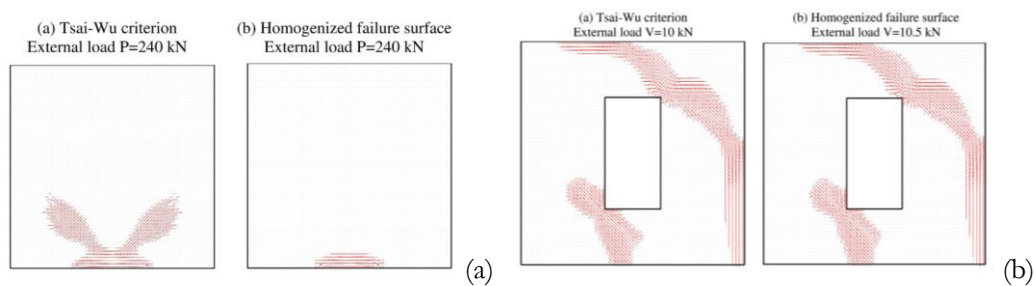 (a) Tsai-Wu criterion
External load P=240 kN
(b) Homogenized failure surface
External load P=240 kN
(a)
(a) Tsai-Wu criterion
External load V=10 kN
(b) Homogenized failure surface
External load V=10.5 kN
(b)